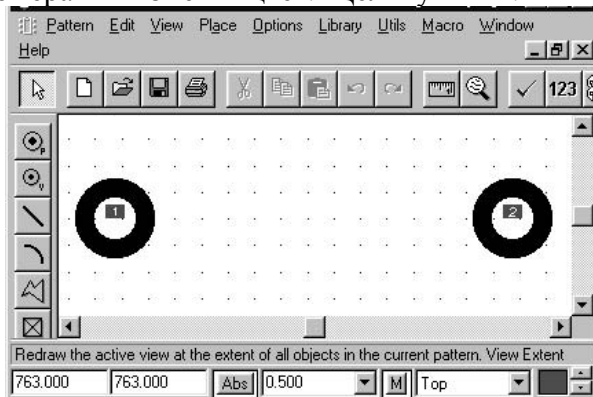 Pattern Edit View Place Options Library Utils Macro Window
Help
123
P
V
1
2
Redraw the active view at the extent of all objects in the current pattern. View Extent
763.000 763.000 Abs 0.500 M Top